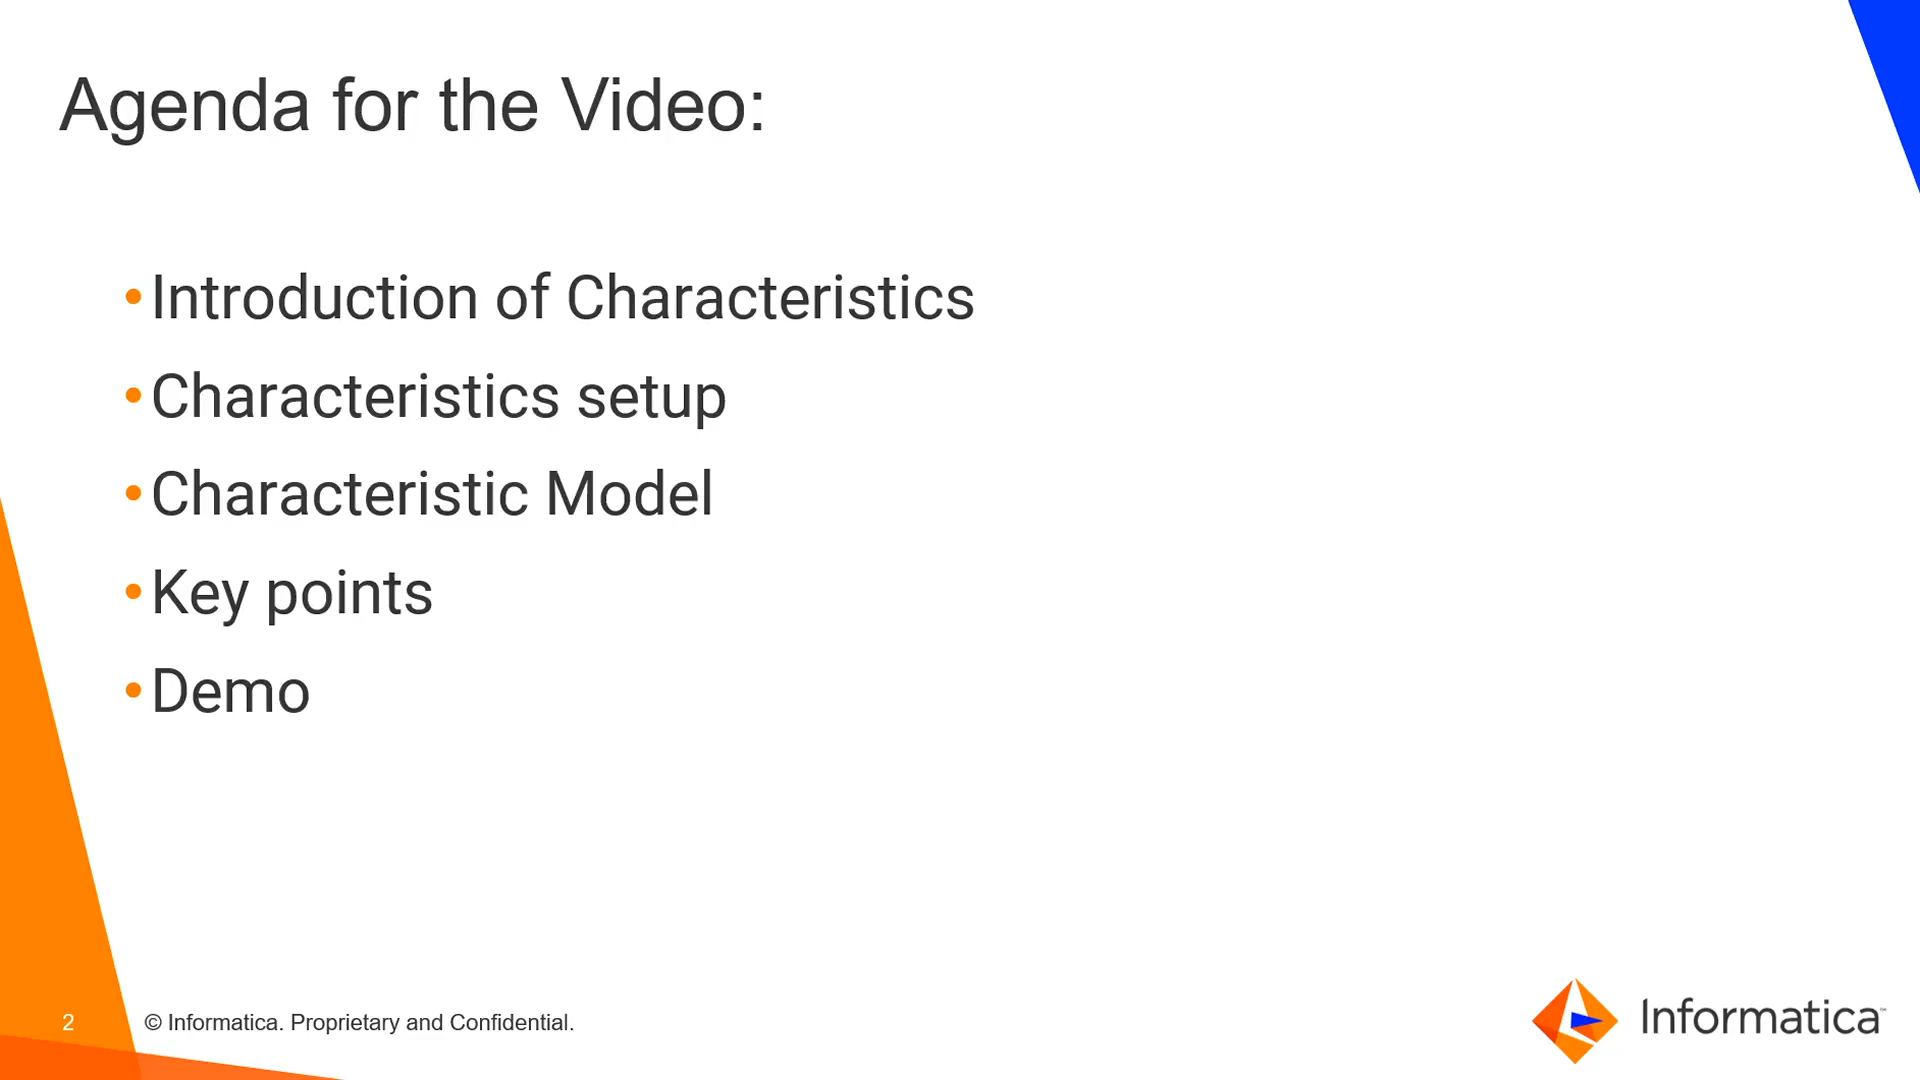 Agenda for the Video:
•Introduction of Characteristics
•Characteristics setup
•Characteristic Model
•Key points
•Demo
2 © Informatica. Proprietary and Confidential.
Informatica™